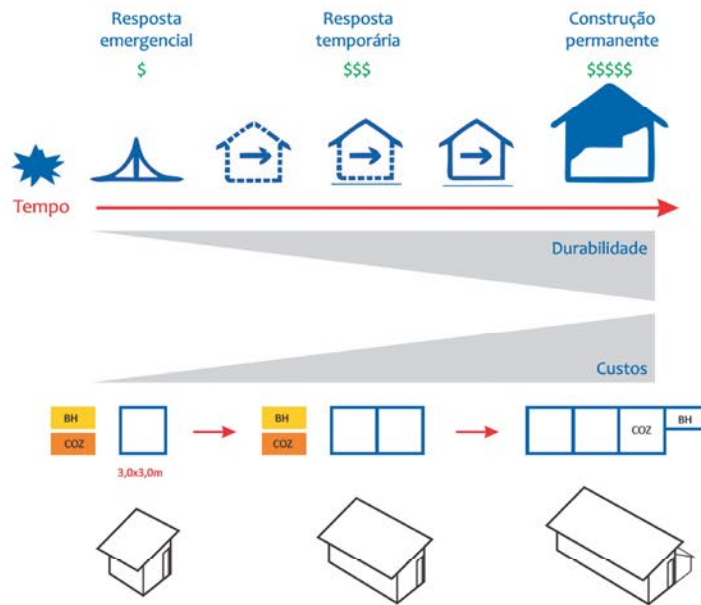 Resposta
emergencial
$
Resposta
temporária
$$$
Construção
permanente
$$$$$
Tempo
Durabilidade
Custos
BH
COZ
3,0x3,0m
BH
COZ
COZ
BH